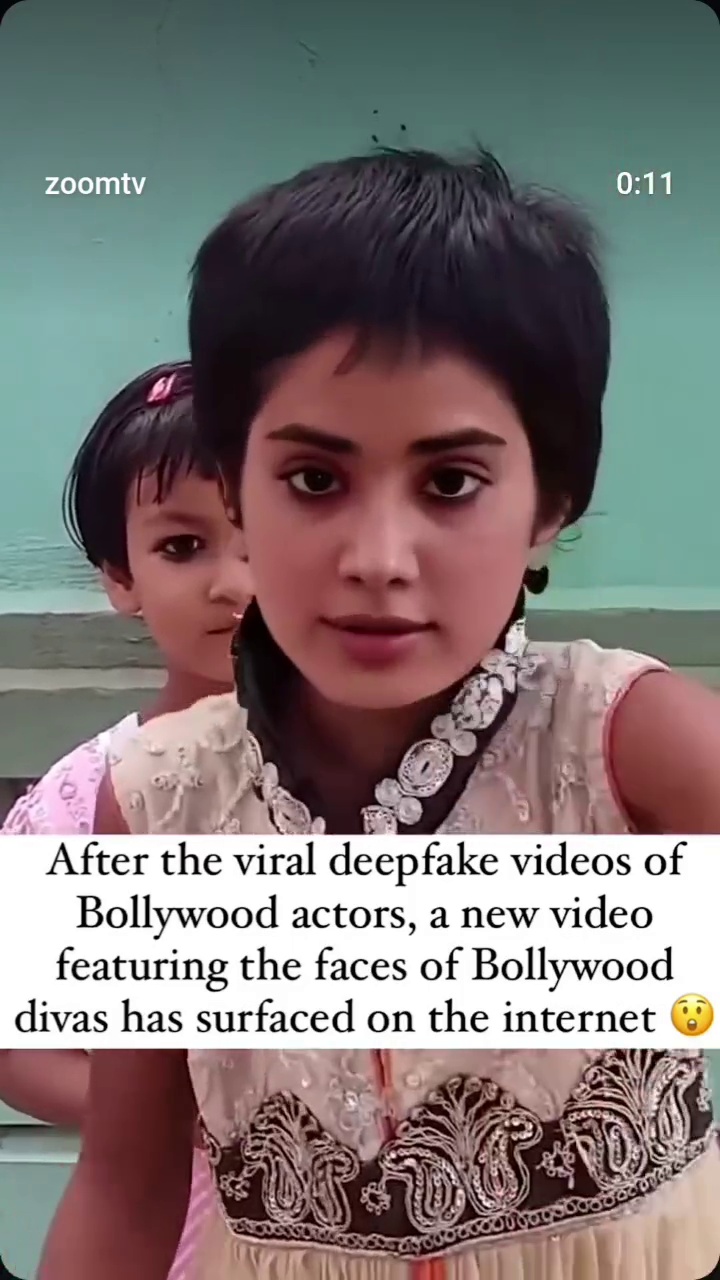 zoomtv
0:11
After the viral deepfake videos of
Bollywood actors, a new video
featuring the faces of Bollywood
divas has surfaced on the internet 😲